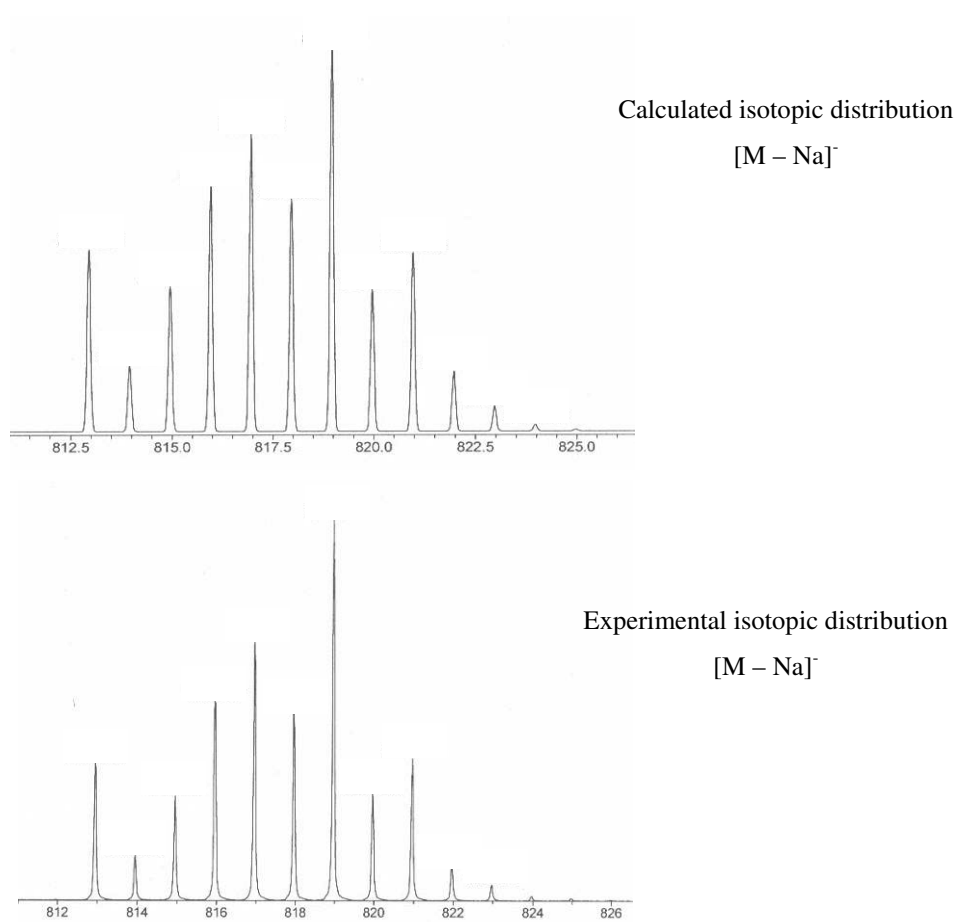 Calculated isotopic distribution
[M – Na]⁻
812.5 815.0 817.5 820.0 822.5 825.0
Experimental isotopic distribution
[M – Na]⁻
812 814 816 818 820 822 824 826